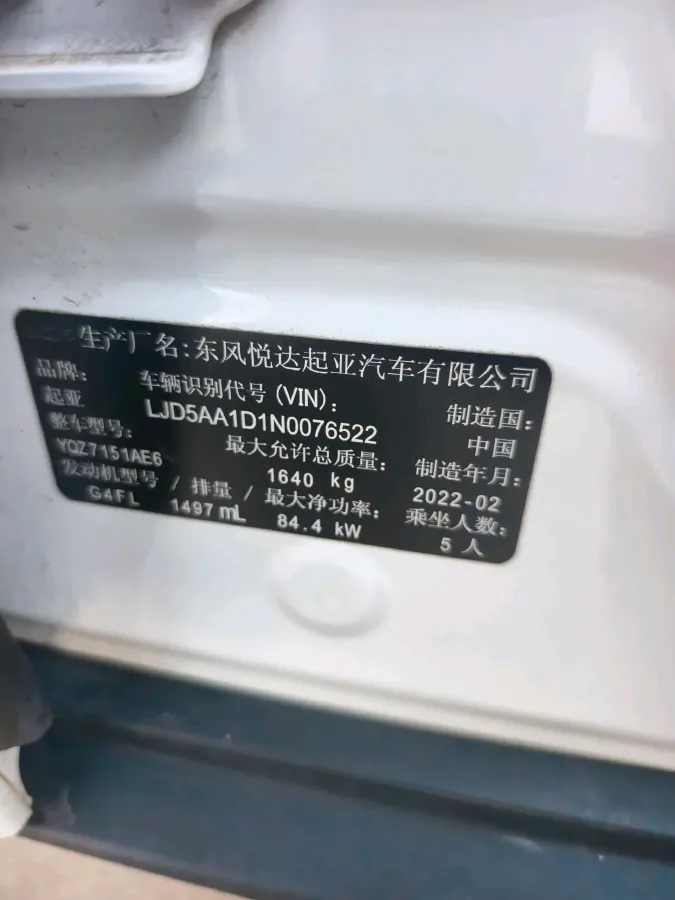 生产厂名:东风悦达起亚汽车有限公司
品牌: 车辆识别代号(VIN): 制造国:
起亚 LJD5AA1D1N0076522 中国
整车型号: 最大允许总质量: 制造年月:
YQZ7151AE6 1640 kg 2022-02
发动机型号 / 排量 / 最大净功率: 乘坐人数:
G4FL 1497 mL 84.4 kW 5 人